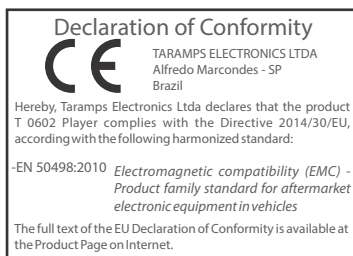 Declaration of Conformity
CE
TARAMPS ELECTRONICS LTDA
Alfredo Marcondes - SP
Brazil
Hereby, Taramps Electronics Ltda declares that the product
T 0602 Player complies with the Directive 2014/30/EU,
according with the following harmonized standard:
-EN 50498:2010 Electromagnetic compatibility (EMC) -
Product family standard for aftermarket
electronic equipment in vehicles
The full text of the EU Declaration of Conformity is available at
the Product Page on Internet.